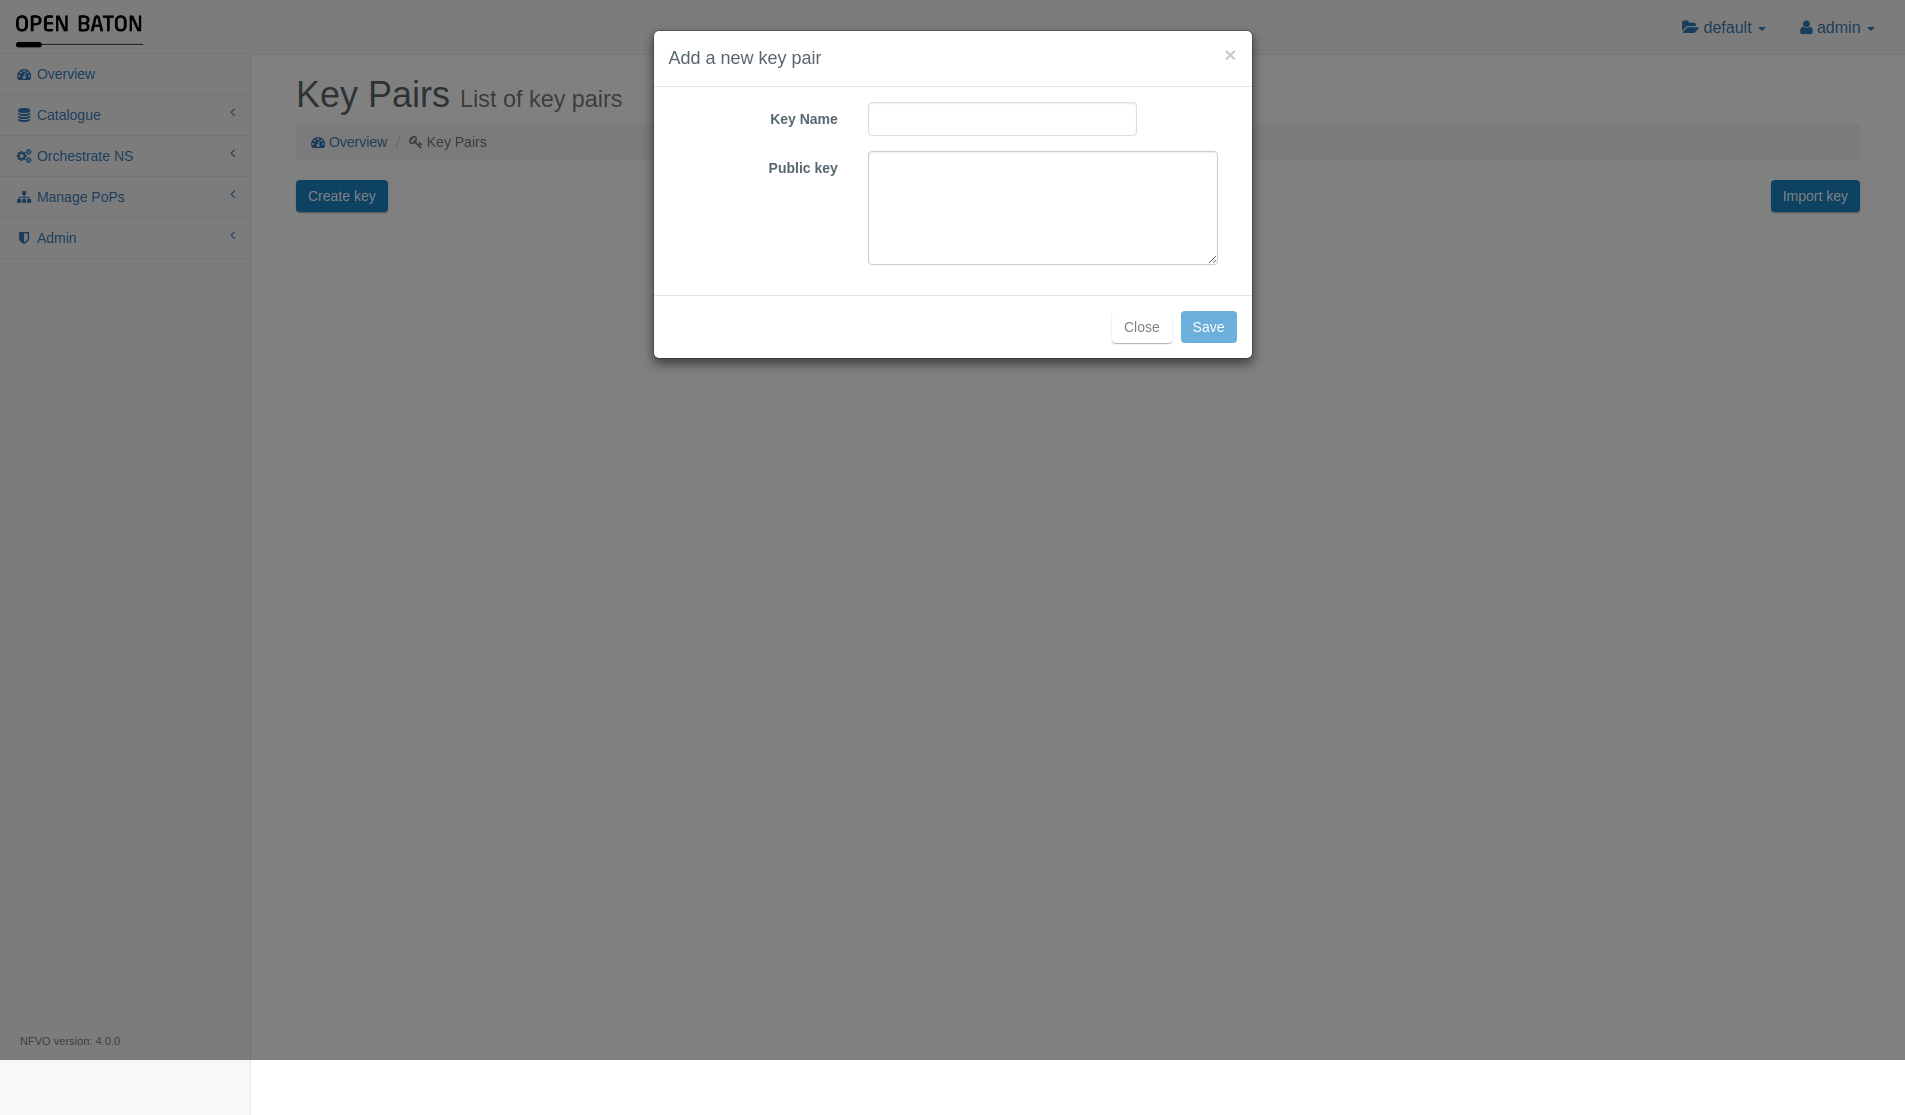 OPEN BATON
default
admin
Overview
Catalogue
Orchestrate NS
Manage PoPs
Admin
Key Pairs List of key pairs
Overview / Key Pairs
Create key
Import key
Add a new key pair
×
Key Name
Public key
Close
Save
NFVO version: 4.0.0